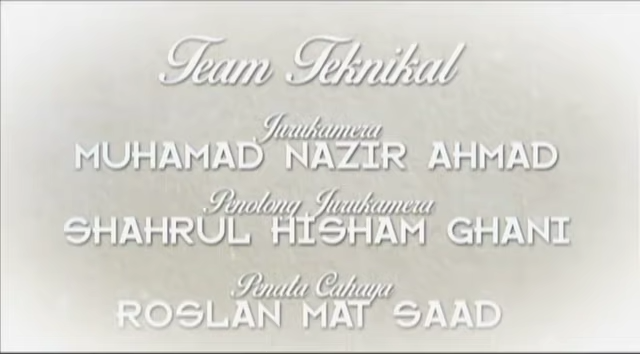 Team Teknikal
Jurukamera
MUHAMAD NAZIR AHMAD
Penolong Jurukamera
SHAHRUL HISHAM GHANI
Penata Cahaya
ROSLAN MAT SAAD